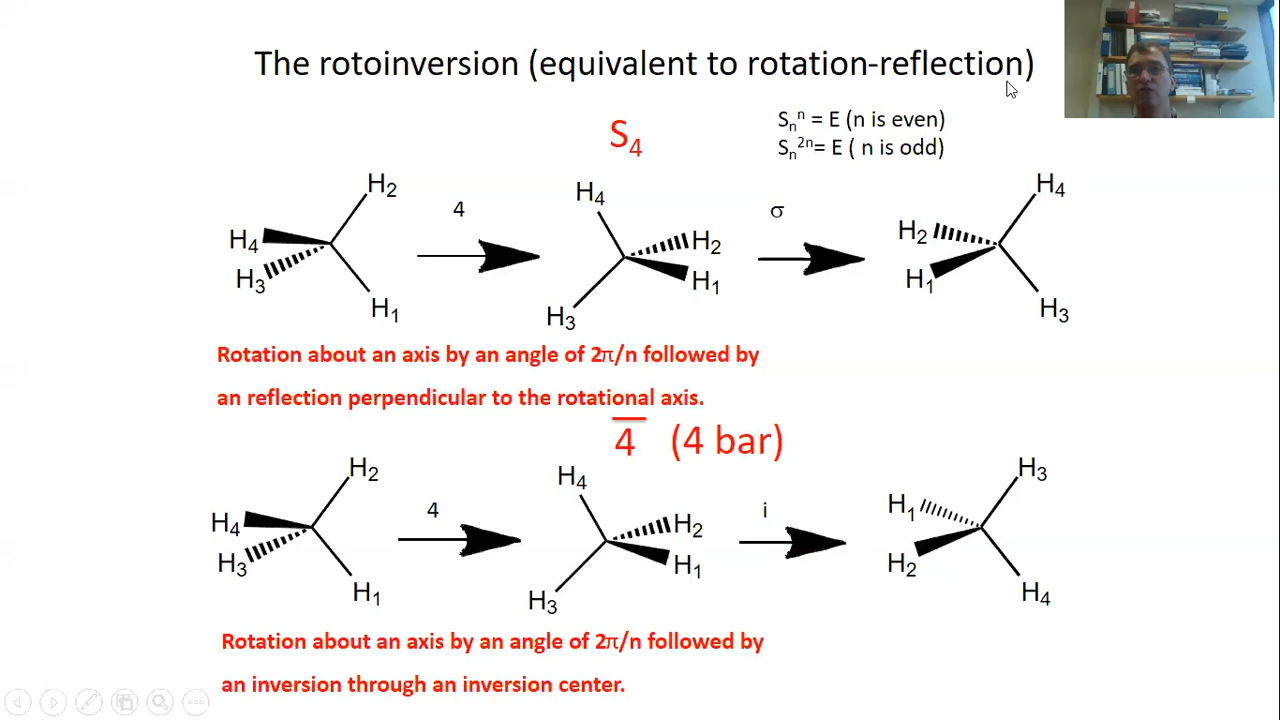 The rotoinversion (equivalent to rotation-reflection)
S₄
Sₙⁿ = E (n is even)
Sₙ²ⁿ= E ( n is odd)
H₂
H₄
H₃
H₁
4
H₄
H₂
H₁
H₃
σ
H₄
H₂
H₁
H₃
Rotation about an axis by an angle of 2π/n followed by
an reflection perpendicular to the rotational axis.
4̅ (4 bar)
H₂
H₄
H₃
H₁
4
H₄
H₂
H₁
H₃
i
H₃
H₁
H₂
H₄
Rotation about an axis by an angle of 2π/n followed by
an inversion through an inversion center.